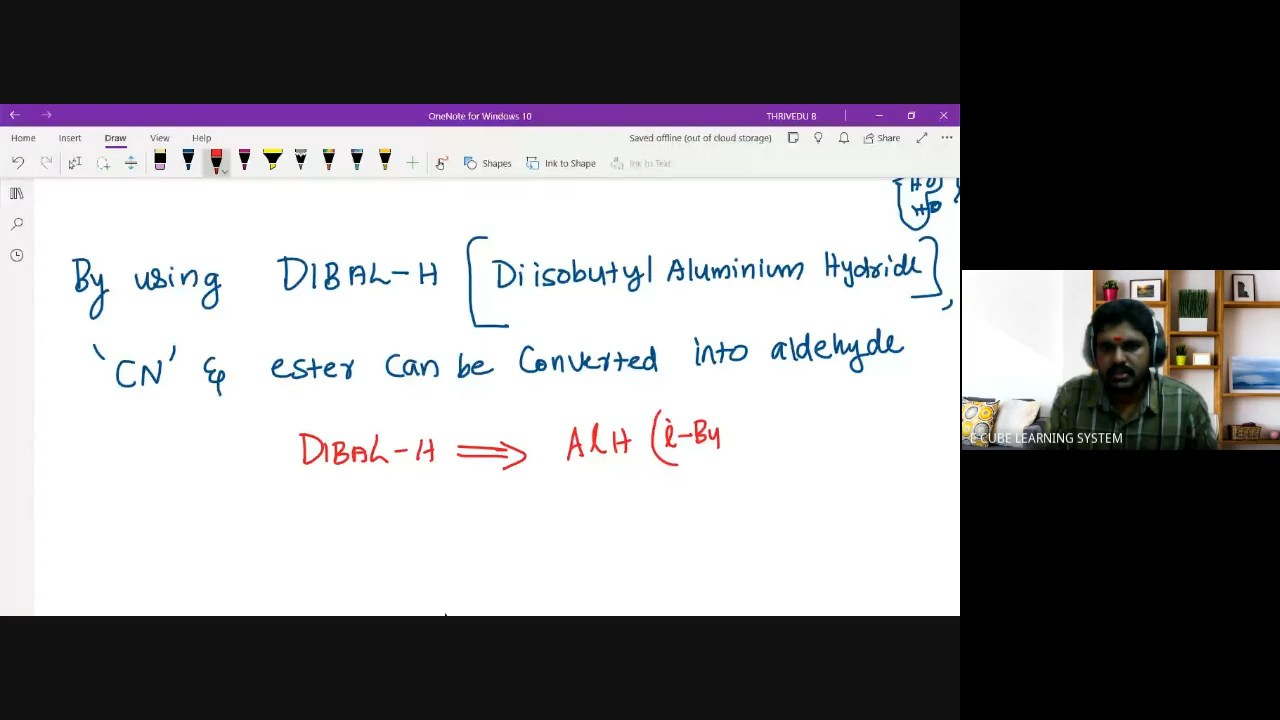 OneNote for Windows 10
THRIVEDU B
Home Insert Draw View Help
Saved offline (out of cloud storage)
Share
Shapes Ink to Shape Ink to Text
By using DIBAL-H [Diisobutyl Aluminium Hydride],
'CN' & ester can be converted into aldehyde
DIBAL-H ⟹ AlH (i-Bu
E CUBE LEARNING SYSTEM